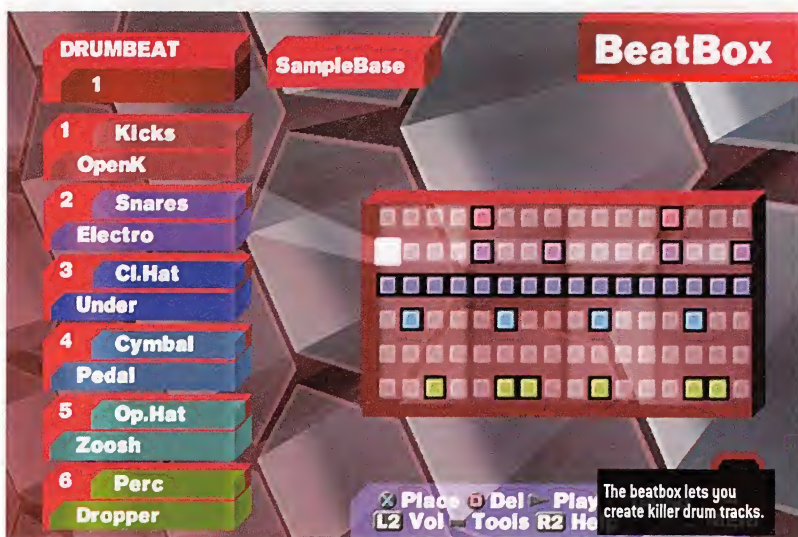 DRUMBEAT
1
SampleBase
BeatBox
1 Kicks
OpenK
2 Snares
Electro
3 Cl.Hat
Under
4 Cymbal
Pedal
5 Op.Hat
Zoosh
6 Perc
Dropper
Place Del Play
L2 Vol Tools R2
The beatbox lets you
create killer drum tracks.